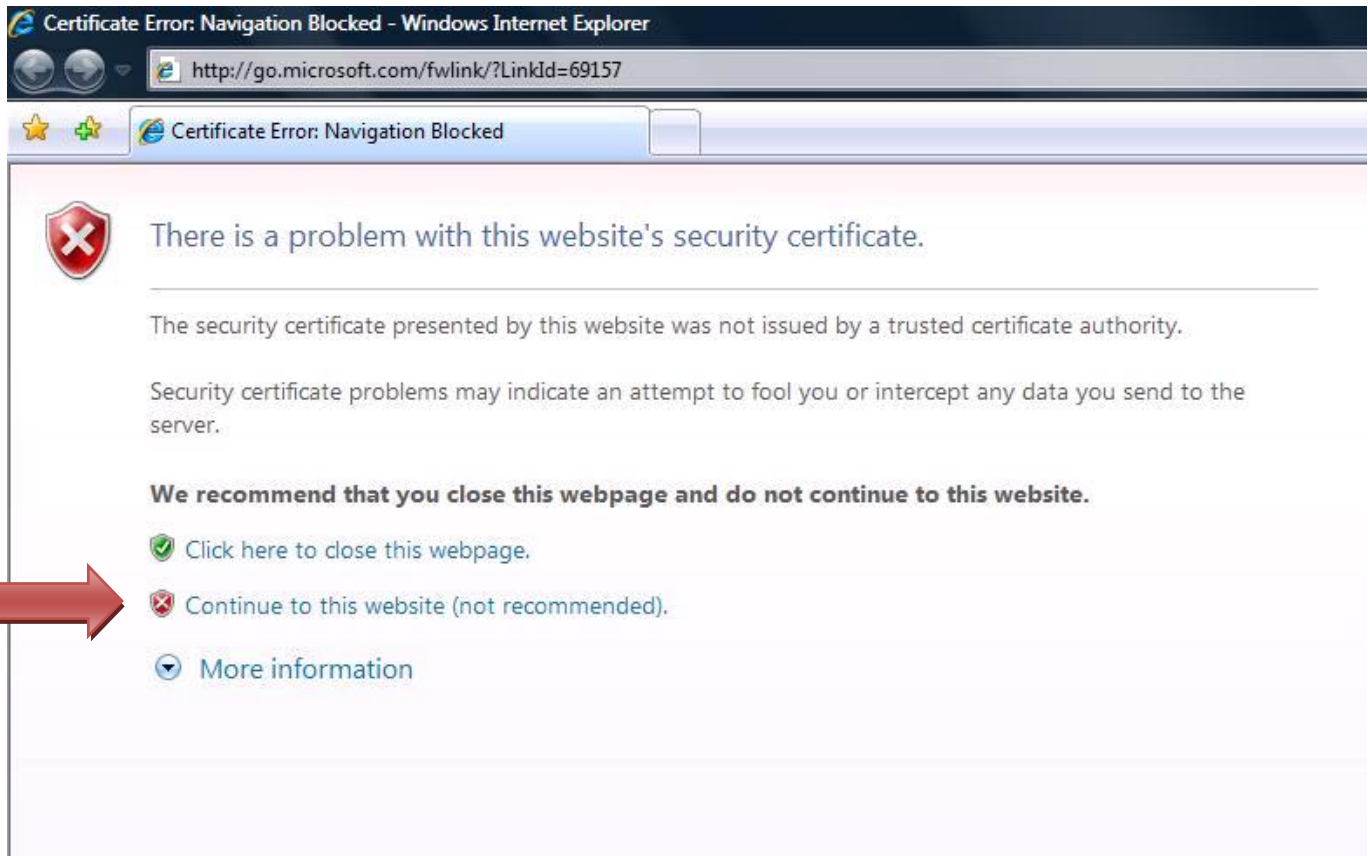 Certificate Error: Navigation Blocked - Windows Internet Explorer
http://go.microsoft.com/fwlink/?LinkId=69157
Certificate Error: Navigation Blocked
There is a problem with this website's security certificate.
The security certificate presented by this website was not issued by a trusted certificate authority.
Security certificate problems may indicate an attempt to fool you or intercept any data you send to the
server.
We recommend that you close this webpage and do not continue to this website.
Click here to close this webpage.
Continue to this website (not recommended).
More information